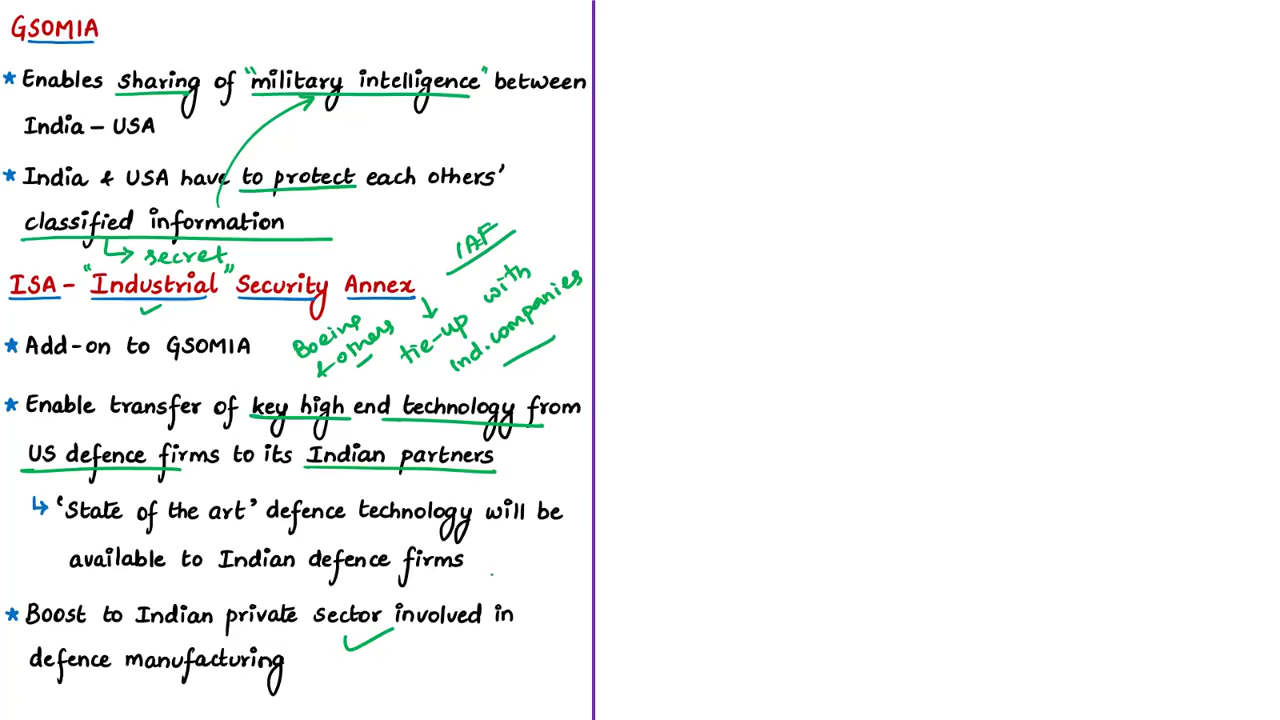 GSOMIA
* Enables sharing of "military intelligence" between
India - USA
* India & USA have to protect each others'
classified information
↳ secret
IAF
ISA - "Industrial" Security Annex
↓
Boeing
& others
tie-up with
Ind. companies
* Add-on to GSOMIA
* Enable transfer of key high end technology from
US defence firms to its Indian partners
↳ 'State of the art' defence technology will be
available to Indian defence firms
* Boost to Indian private sector involved in
defence manufacturing